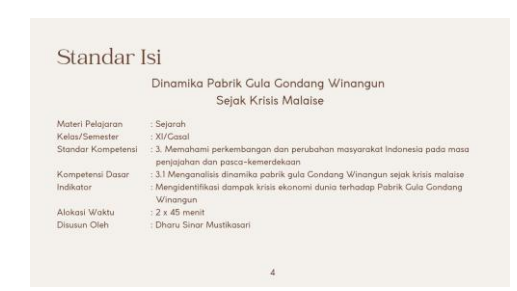 Standar Isi
Dinamika Pabrik Gula Gondang Winangun
Sejak Krisis Malaise
Materi Pelajaran : Sejarah
Kelas/Semester : XI/Gasal
Standar Kompetensi : 3. Memahami perkembangan dan perubahan masyarakat Indonesia pada masa
penjajahan dan pasca-kemerdekaan
Kompetensi Dasar : 3.1 Menganalisis dinamika pabrik gula Gondang Winangun sejak krisis malaise
Indikator : Mengidentifikasi dampak krisis ekonomi dunia terhadap Pabrik Gula Gondang
Winangun
Alokasi Waktu : 2 x 45 menit
Disusun Oleh : Dharu Sinar Mustikasari
4